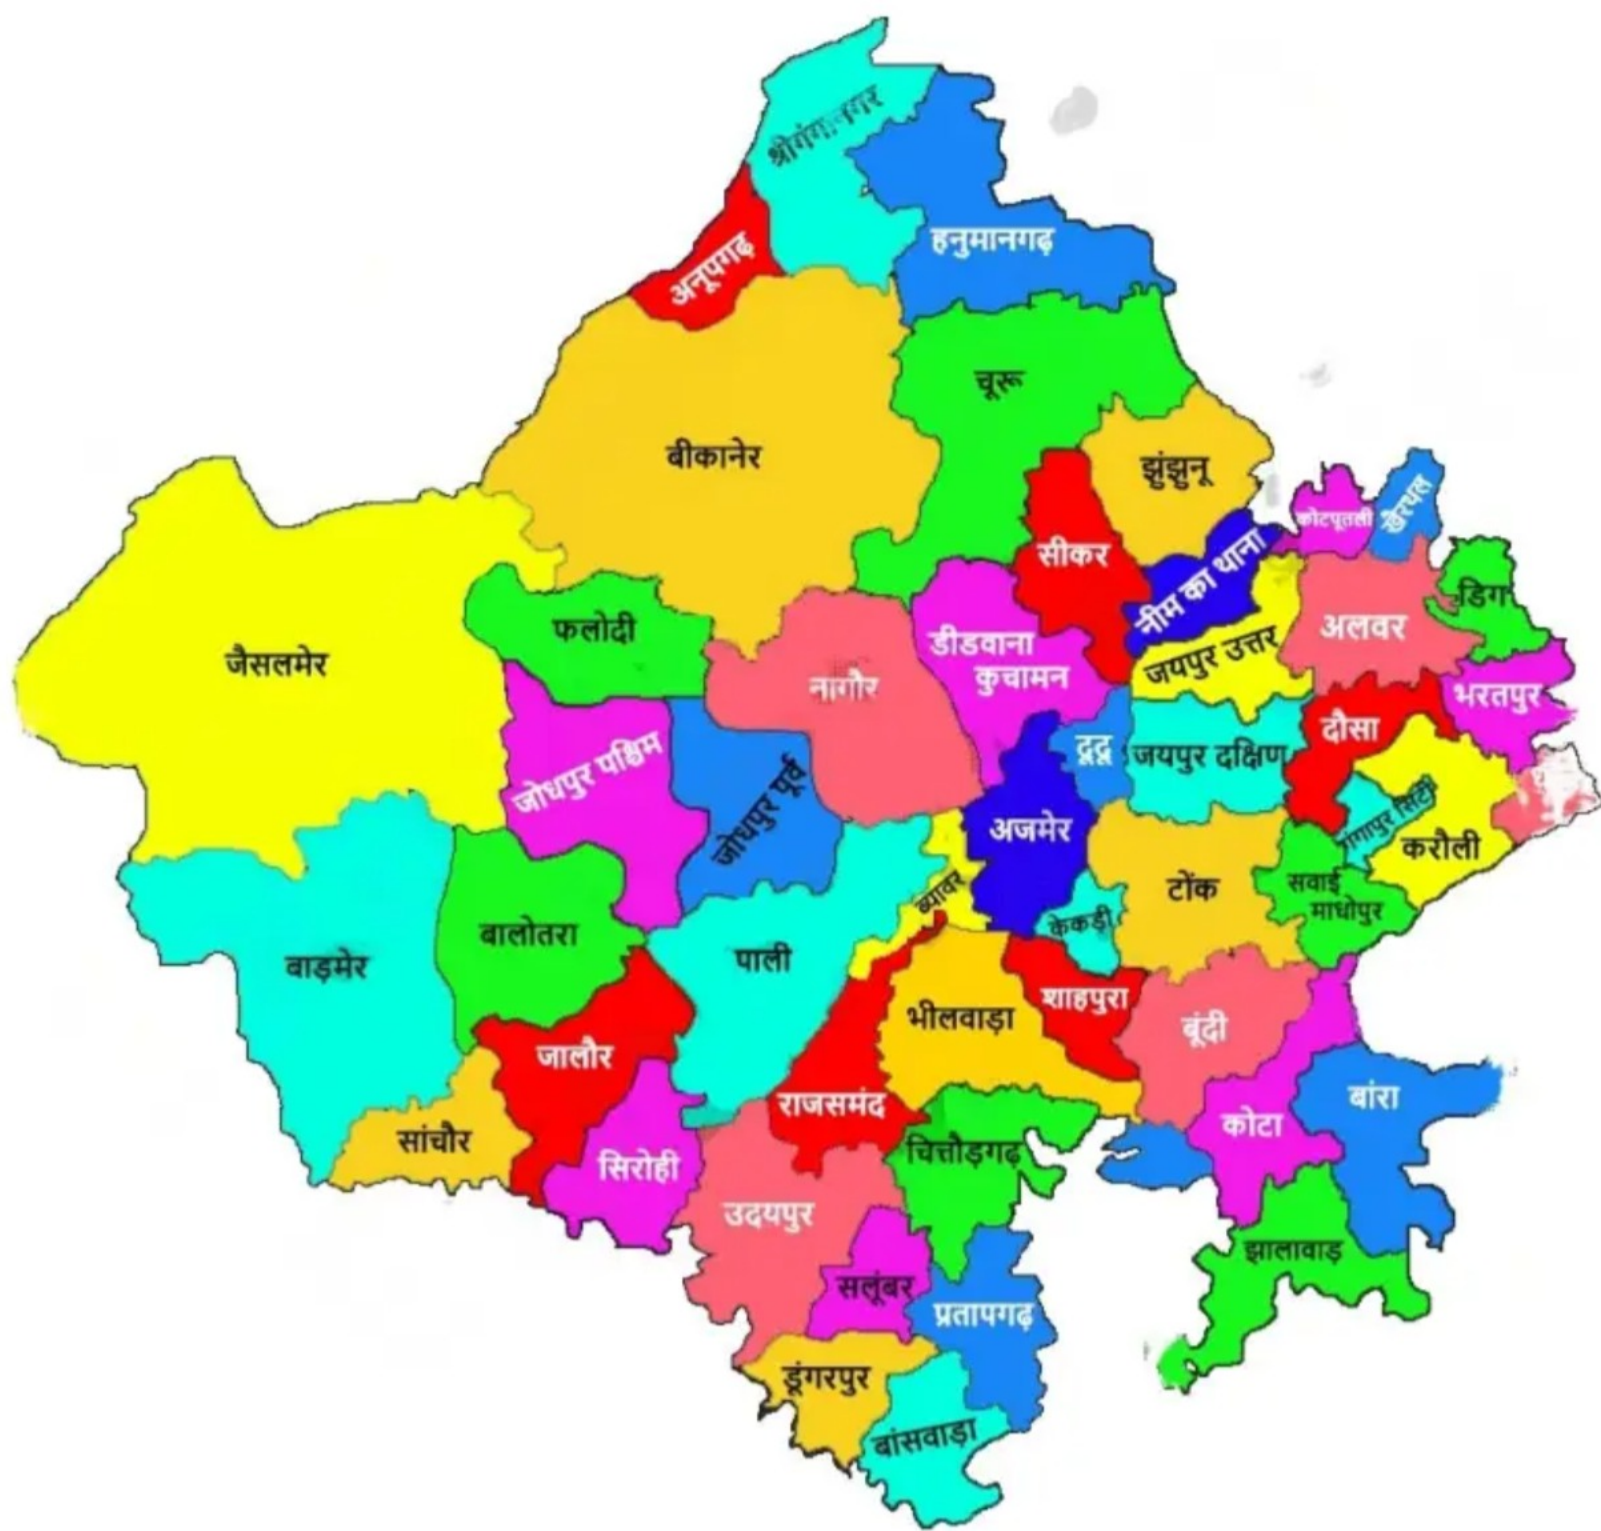 श्रीगंगानगर
हनुमानगढ़
अनूपगढ़
चूरू
बीकानेर
झुंझुनू
कोटपूतली
खैरथल
सीकर
नीम का थाना
डिग
फलोदी
अलवर
डीडवाना
कुचामन
जयपुर उत्तर
जैसलमेर
नागौर
भरतपुर
दौसा
दूदू
जयपुर दक्षिण
जोधपुर पश्चिम
जोधपुर पूर्व
अजमेर
गंगापुर सिटी
करौली
ब्यावर
टोंक
सवाई
माधोपुर
केकड़ी
बालोतरा
पाली
बाड़मेर
शाहपुरा
भीलवाड़ा
बूंदी
जालौर
राजसमंद
बांरा
कोटा
सांचौर
चित्तौड़गढ़
सिरोही
उदयपुर
झालावाड़
सलूंबर
प्रतापगढ़
डूंगरपुर
बांसवाड़ा